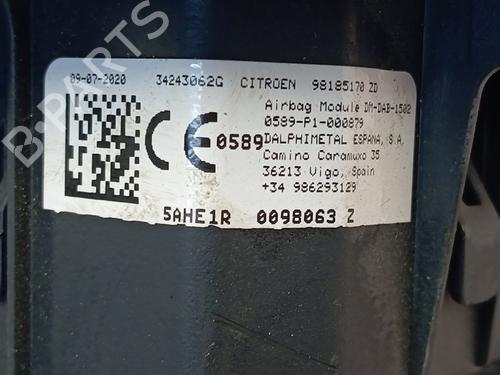 09-07-2020 34243062G CITROEN 98185170 ZD
Airbag Module DM-DAB-1502
0589-P1-000879
CE 0589 DALPHIMETAL ESPAÑA, S.A.
Camino Caramuxo 35
36213 Vigo, Spain
+34 986293129
5AHE1R 0098063 Z
B-PARTS